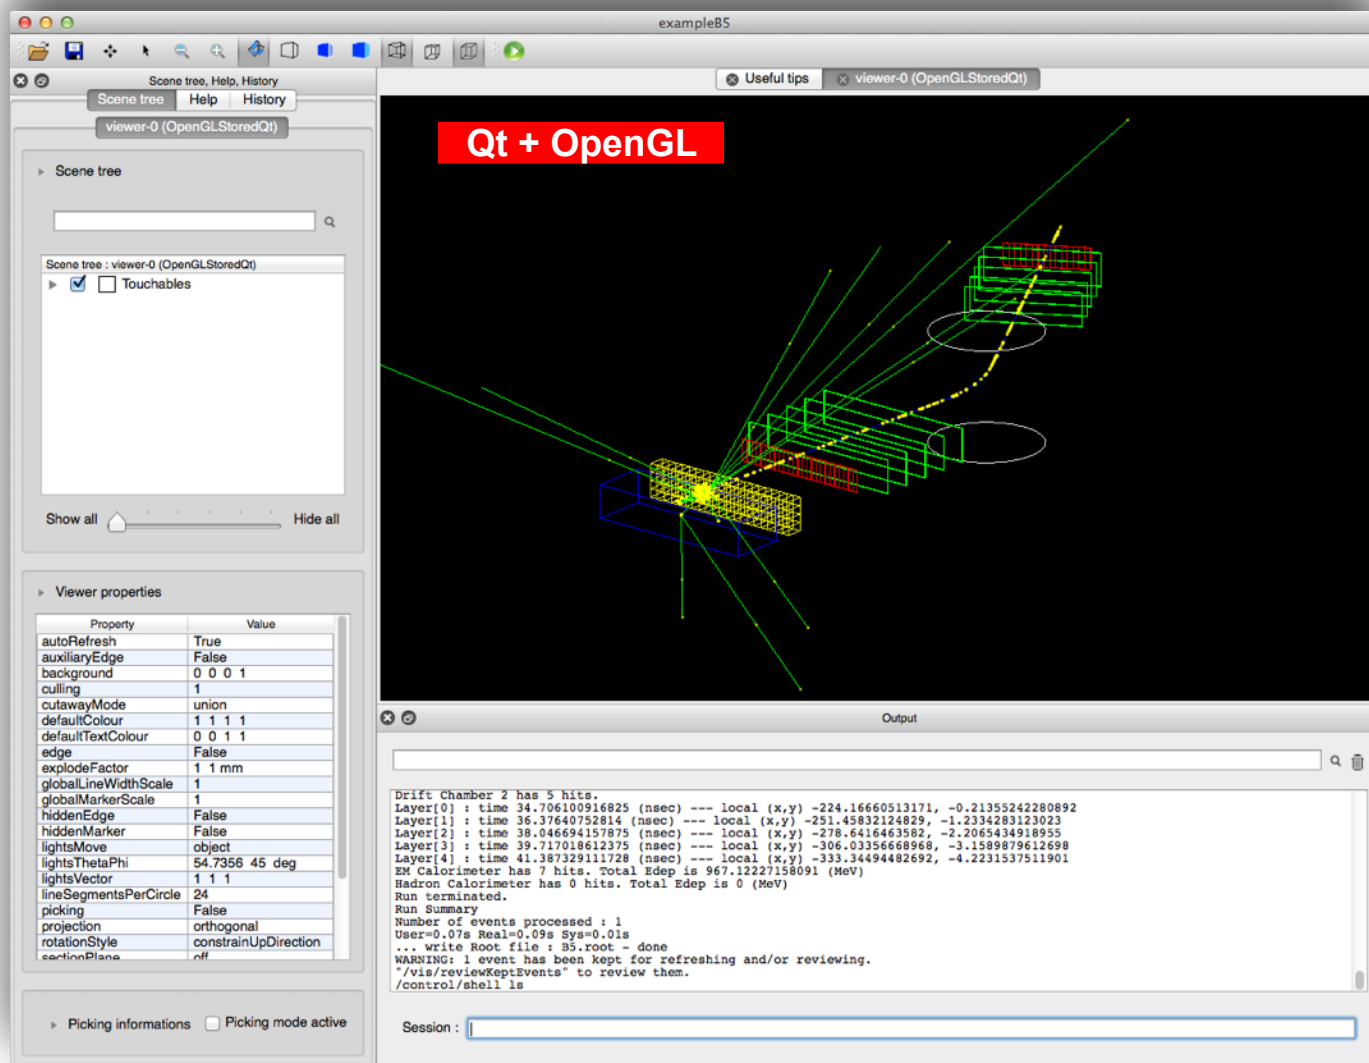 exampleB5
Scene tree, Help, History
Scene tree Help History
viewer-0 (OpenGLStoredQt)
Scene tree
Scene tree : viewer-0 (OpenGLStoredQt)
Touchables
Show all Hide all
Viewer properties
Property Value
autoRefresh True
auxiliaryEdge False
background 0 0 0 1
culling 1
cutawayMode union
defaultColour 1 1 1 1
defaultTextColour 0 0 1 1
edge False
explodeFactor 1 1 mm
globalLineWidthScale 1
globalMarkerScale 1
hiddenEdge False
hiddenMarker False
lightsMove object
lightsThetaPhi 54.7356 45 deg
lightsVector 1 1 1
lineSegmentsPerCircle 24
picking False
projection orthogonal
rotationStyle constrainUpDirection
sectionPlane off
Picking informations Picking mode active
Useful tips viewer-0 (OpenGLStoredQt)
Qt + OpenGL
Output
Drift Chamber 2 has 5 hits.
Layer[0] : time 34.706100916825 (nsec) --- local (x,y) -224.16660513171, -0.21355242280892
Layer[1] : time 36.37640752814 (nsec) --- local (x,y) -251.45832124829, -1.2334283123023
Layer[2] : time 38.046694157875 (nsec) --- local (x,y) -278.6416463582, -2.2065434918955
Layer[3] : time 39.717018612375 (nsec) --- local (x,y) -306.03356668968, -3.1589879612698
Layer[4] : time 41.387329111728 (nsec) --- local (x,y) -333.34494482692, -4.2231537511901
EM Calorimeter has 7 hits. Total Edep is 967.12227158091 (MeV)
Hadron Calorimeter has 0 hits. Total Edep is 0 (MeV)
Run terminated.
Run Summary
Number of events processed : 1
User=0.07s Real=0.09s Sys=0.01s
... write Root file : B5.root - done
WARNING: 1 event has been kept for refreshing and/or reviewing.
"/vis/reviewKeptEvents" to review them.
/control/shell ls
Session :